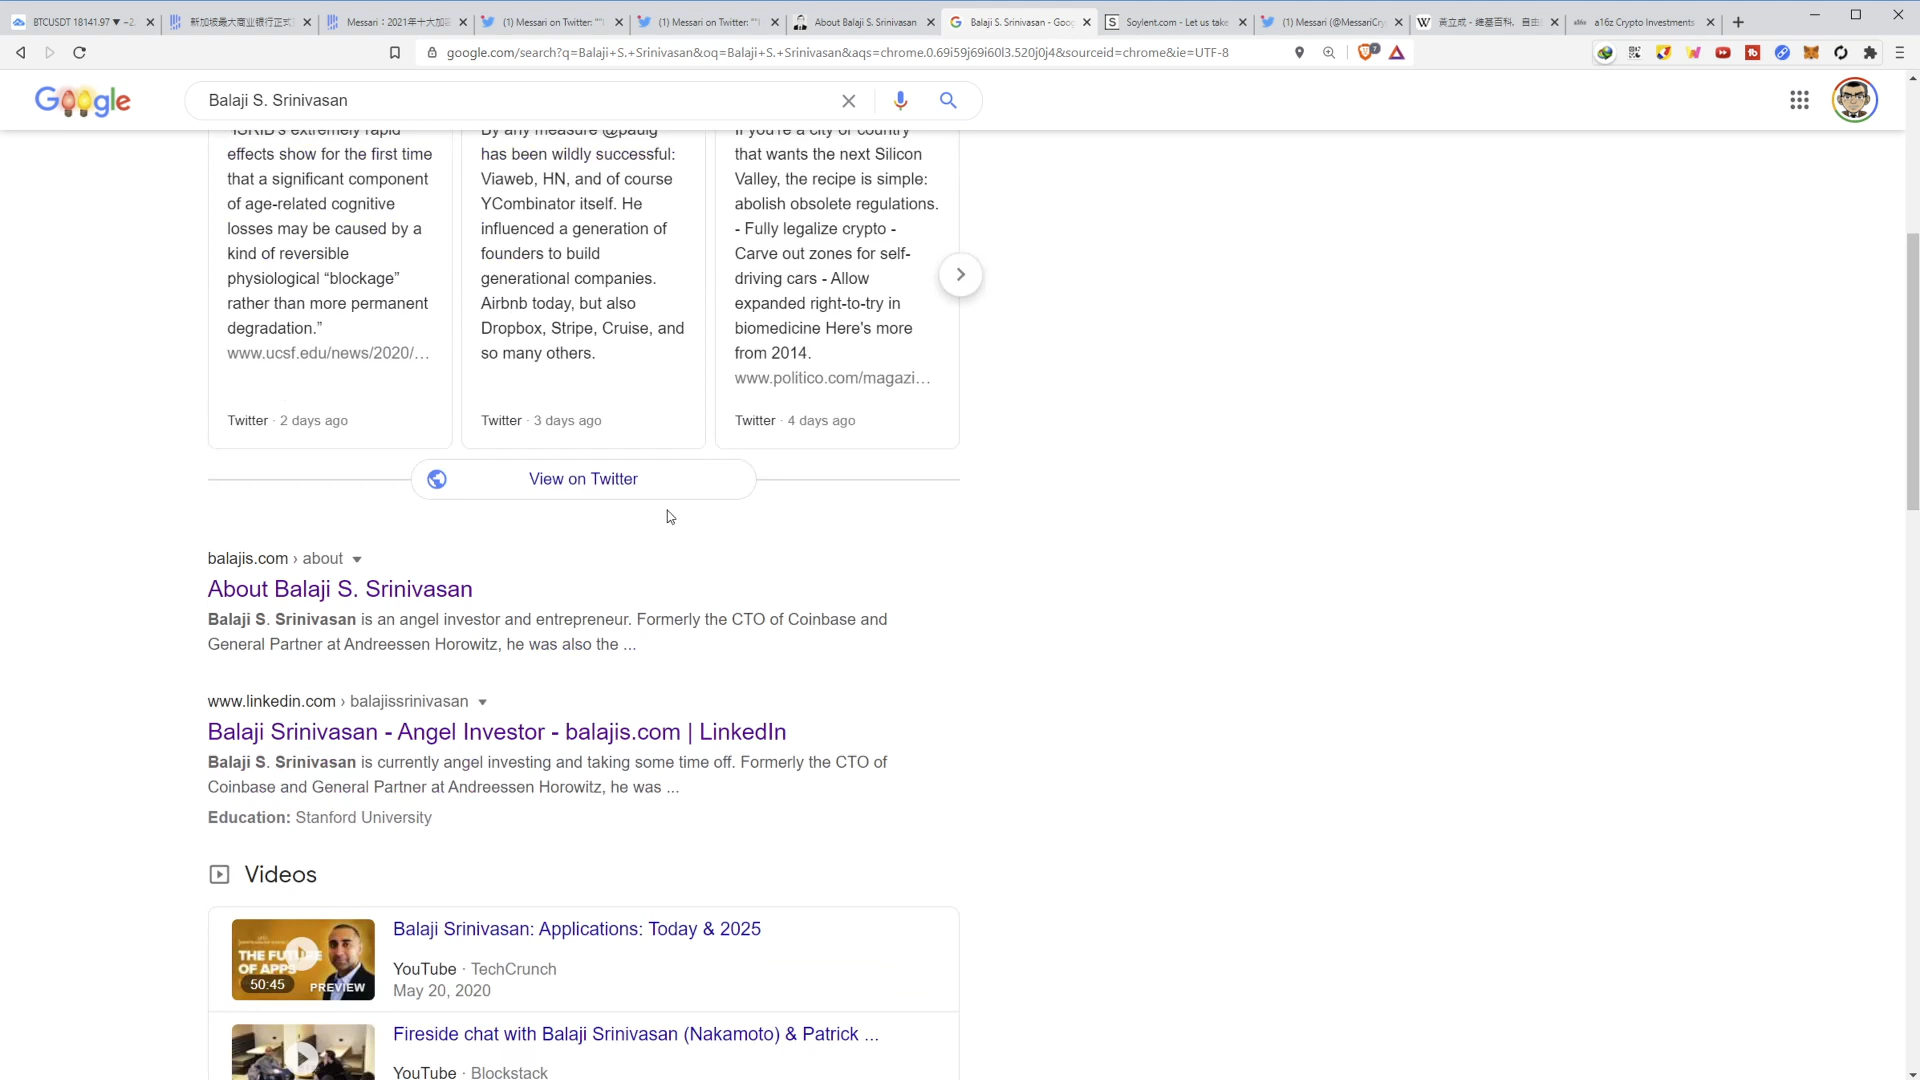 BTCUSDT 18141.97 ▼ −2.
新加坡最大商业银行正式
Messari：2021年十大加密
(1) Messari on Twitter: ""
(1) Messari on Twitter: ""
About Balaji S. Srinivasan
Balaji S. Srinivasan - Goog
Soylent.com - Let us take
(1) Messari (@MessariCry
黃立成 - 维基百科，自由
a16z Crypto Investments
google.com/search?q=Balaji+S.+Srinivasan&oq=Balaji+S.+Srinivasan&aqs=chrome.0.69i59j69i60l3.520j0j4&sourceid=chrome&ie=UTF-8
Google
Balaji S. Srinivasan
"ISRIB's extremely rapid
effects show for the first time
that a significant component
of age-related cognitive
losses may be caused by a
kind of reversible
physiological “blockage”
rather than more permanent
degradation.”
www.ucsf.edu/news/2020/…
Twitter · 2 days ago
By any measure @paulg
has been wildly successful:
Viaweb, HN, and of course
YCombinator itself. He
influenced a generation of
founders to build
generational companies.
Airbnb today, but also
Dropbox, Stripe, Cruise, and
so many others.
Twitter · 3 days ago
If you're a city or country
that wants the next Silicon
Valley, the recipe is simple:
abolish obsolete regulations.
- Fully legalize crypto -
Carve out zones for self-
driving cars - Allow
expanded right-to-try in
biomedicine Here's more
from 2014.
www.politico.com/magazi…
Twitter · 4 days ago
View on Twitter
balajis.com › about
About Balaji S. Srinivasan
Balaji S. Srinivasan is an angel investor and entrepreneur. Formerly the CTO of Coinbase and
General Partner at Andreessen Horowitz, he was also the ...
www.linkedin.com › balajissrinivasan
Balaji Srinivasan - Angel Investor - balajis.com | LinkedIn
Balaji S. Srinivasan is currently angel investing and taking some time off. Formerly the CTO of
Coinbase and General Partner at Andreessen Horowitz, he was ...
Education: Stanford University
Videos
THE FUTURE
OF APPS
50:45
PREVIEW
Balaji Srinivasan: Applications: Today & 2025
YouTube · TechCrunch
May 20, 2020
Fireside chat with Balaji Srinivasan (Nakamoto) & Patrick ...
YouTube · Blockstack